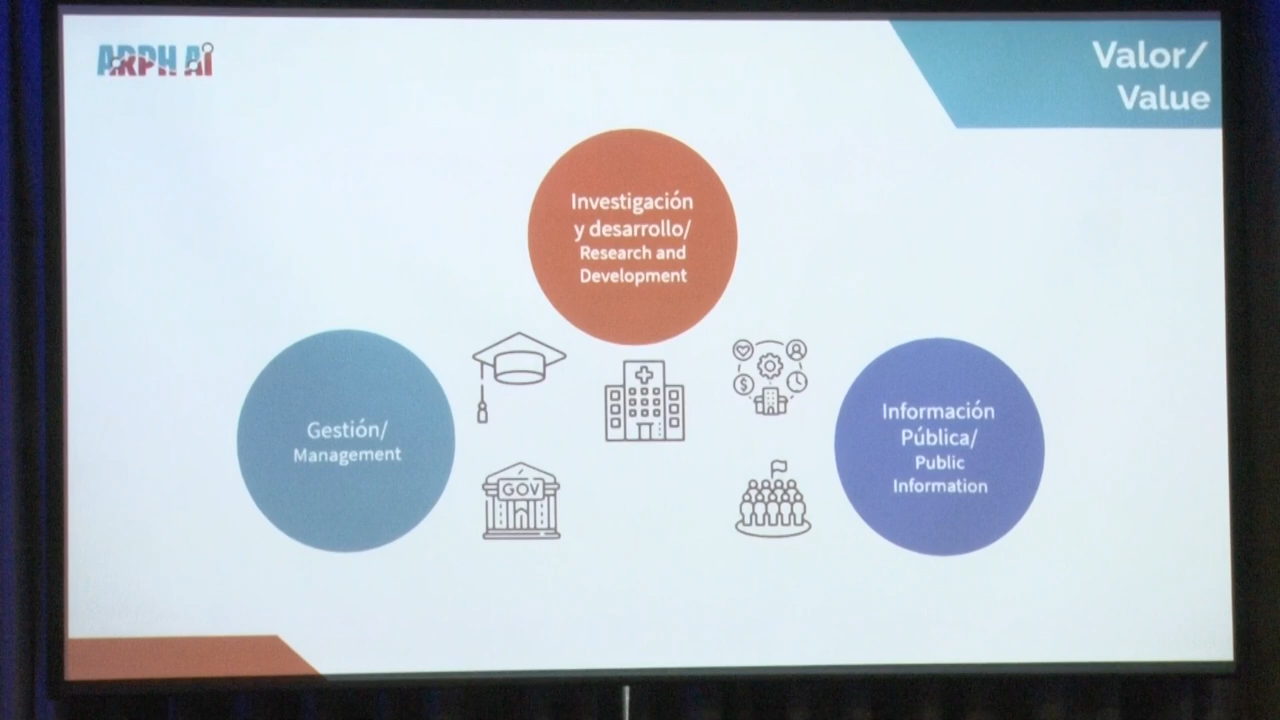 ARPH Ai
Valor/
Value
Investigación
y desarrollo/
Research and
Development
Gestión/
Management
GOV
Información
Pública/
Public
Information